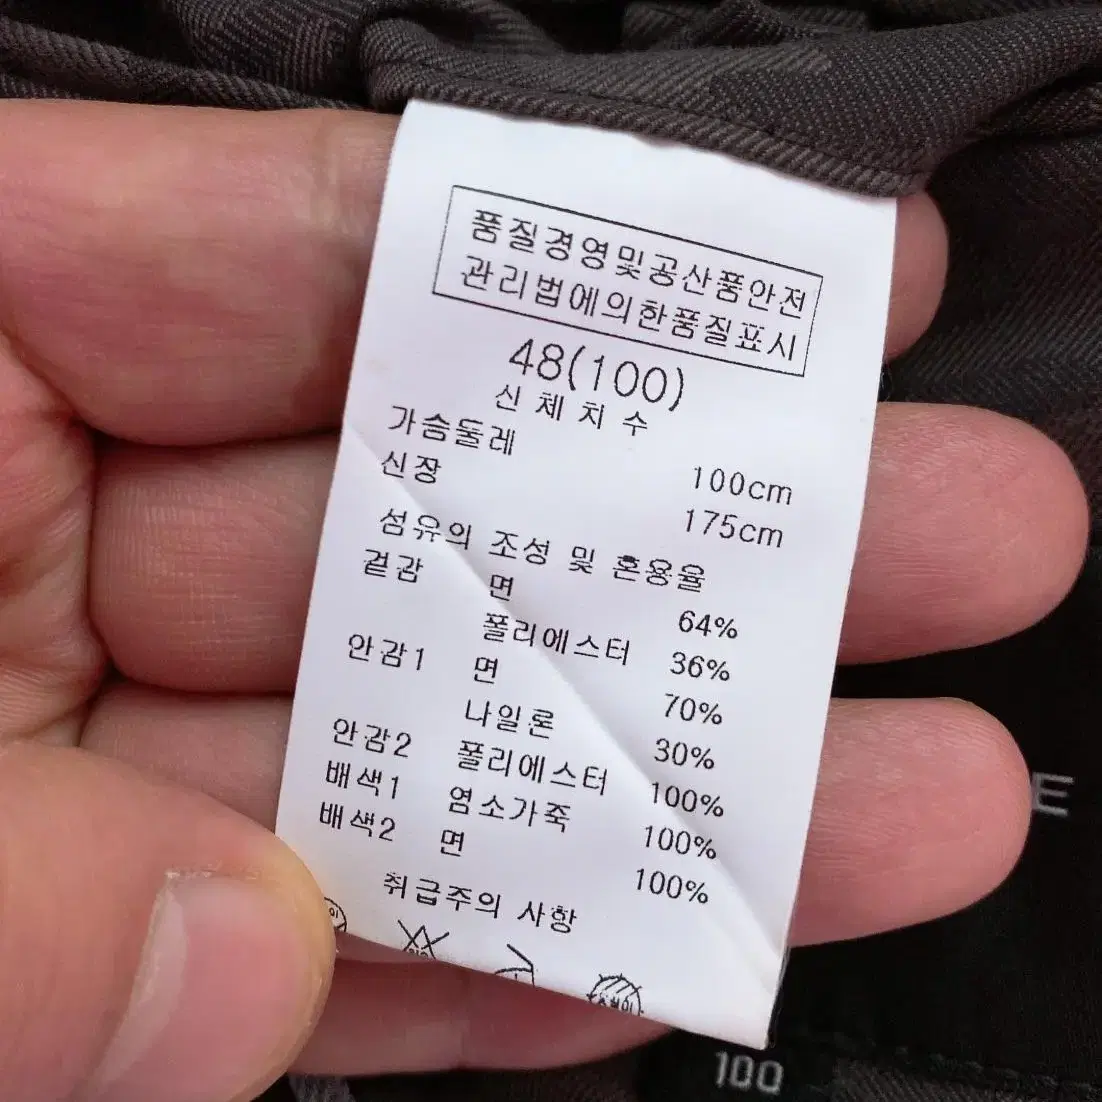 품질경영및공산품안전
관리법에의한품질표시
48(100)
신 체 치 수
가슴둘레 100cm
신장 175cm
섬유의 조성 및 혼용율
겉감 면 64%
폴리에스터 36%
안감1 면 70%
나일론 30%
안감2 폴리에스터 100%
배색1 염소가죽 100%
배색2 면 100%
취급주의 사항
E
100